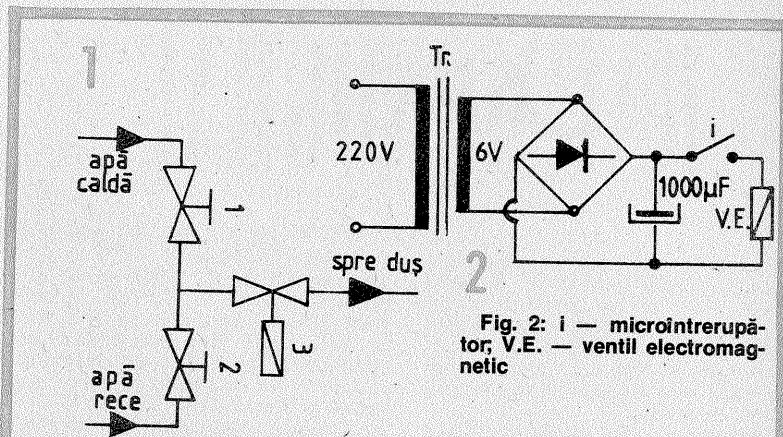 1
apă
caldă
1
spre duș
3
2
apă
rece
Tr.
220V
6V
i
1000µF
V.E.
2
Fig. 2: i — microîntrerupă-
tor; V.E. — ventil electromag-
netic